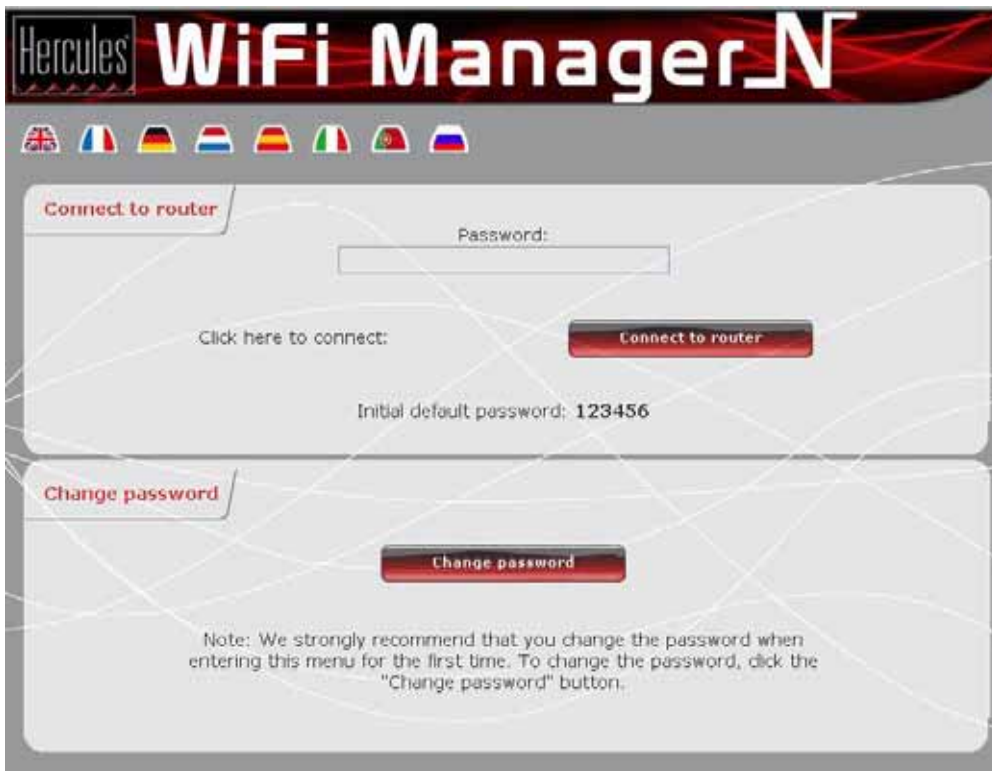 Hercules WiFi Manager_N
Connect to router
Password:
Click here to connect: Connect to router
Initial default password: 123456
Change password
Change password
Note: We strongly recommend that you change the password when
entering this menu for the first time. To change the password, click the
"Change password" button.